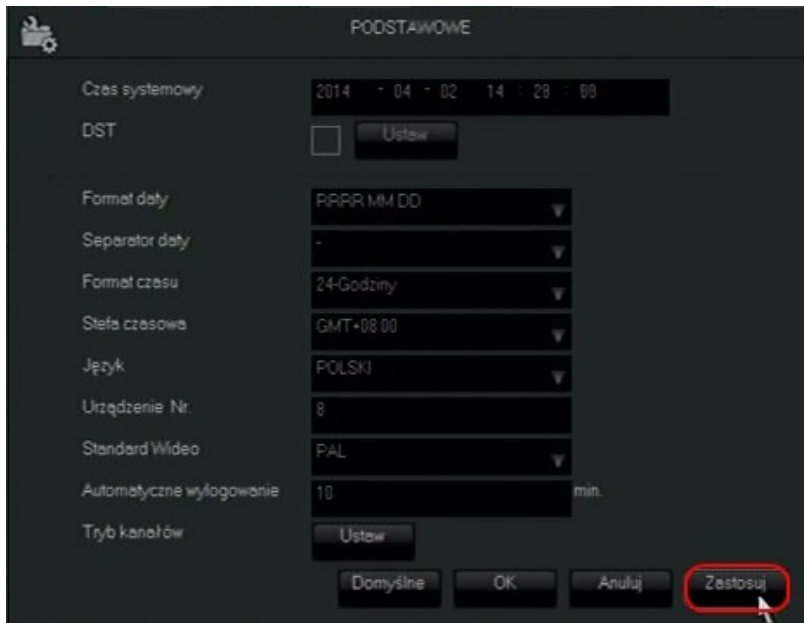 PODSTAWOWE
Czas systemowy 2014 - 04 - 02 14 : 28 :
DST Ustaw
Format daty RRRR MM DD
Separator daty -
Format czasu 24-Godziny
Stefa czasowa GMT+08:00
Język POLSKI
Urządzenie Nr. 8
Standard Wideo PAL
Automatyczne wylogowanie 10 min.
Tryb kanałów Ustaw
Domyślne OK Anuluj Zastosuj